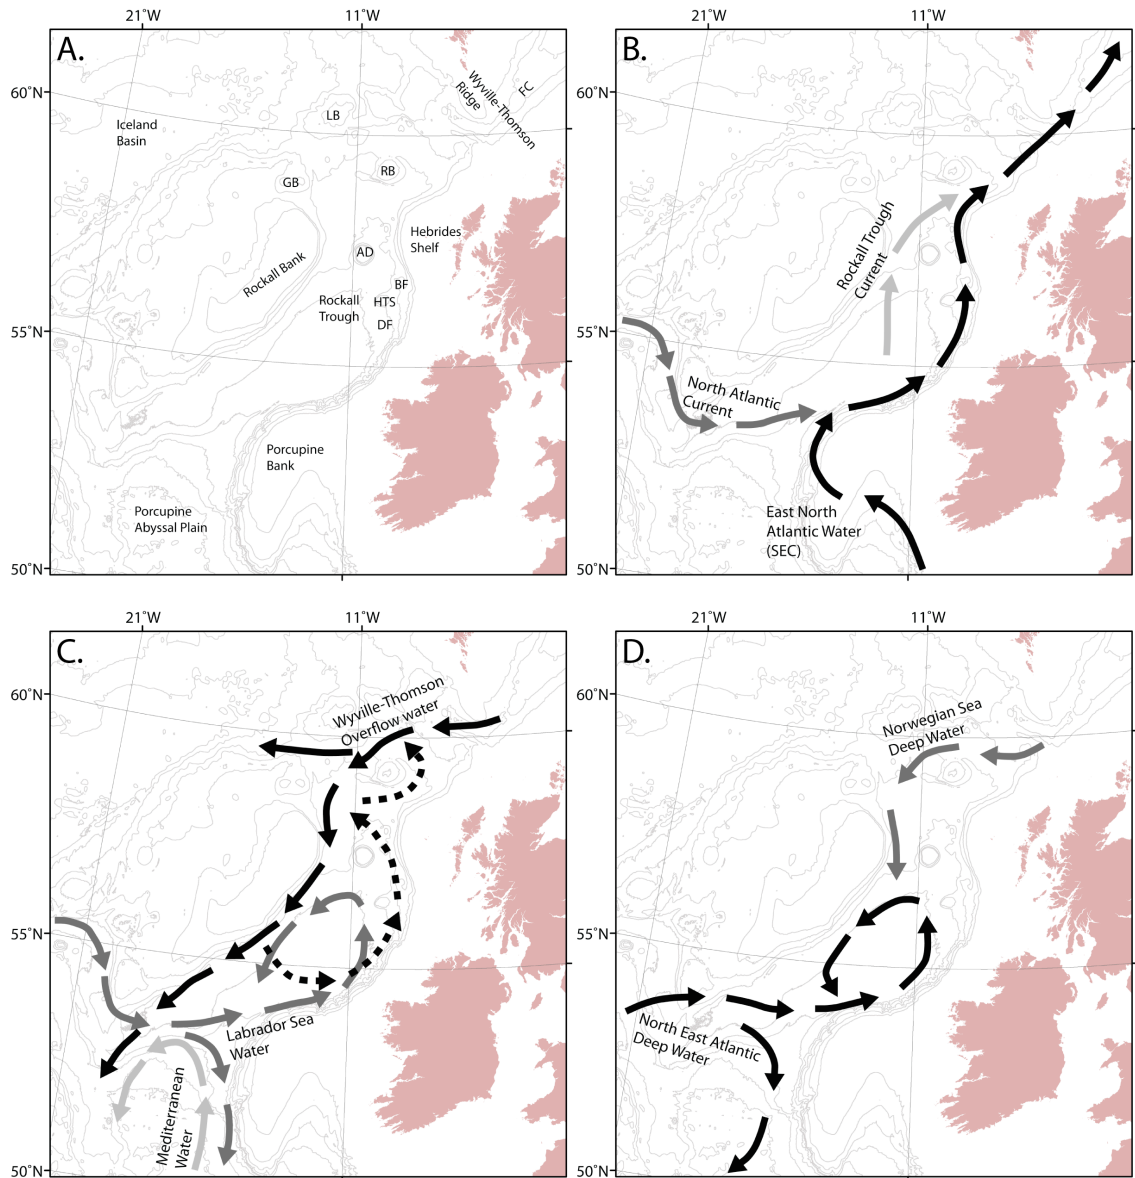 21°W
11°W
A.
60°N
55°N
50°N
Iceland
Basin
LB
Wyville-Thomson
Ridge
FC
GB
RB
Hebrides
Shelf
Rockall Bank
AD
BF
Rockall
Trough
HTS
DF
Porcupine
Bank
Porcupine
Abyssal Plain
21°W
11°W
B.
60°N
55°N
50°N
Rockall Trough
Current
North Atlantic
Current
East North
Atlantic Water
(SEC)
21°W
11°W
C.
60°N
55°N
50°N
Wyville-Thomson
Overflow water
Labrador Sea
Water
Mediterranean
Water
21°W
11°W
D.
60°N
55°N
50°N
Norwegian Sea
Deep Water
North East Atlantic
Deep Water